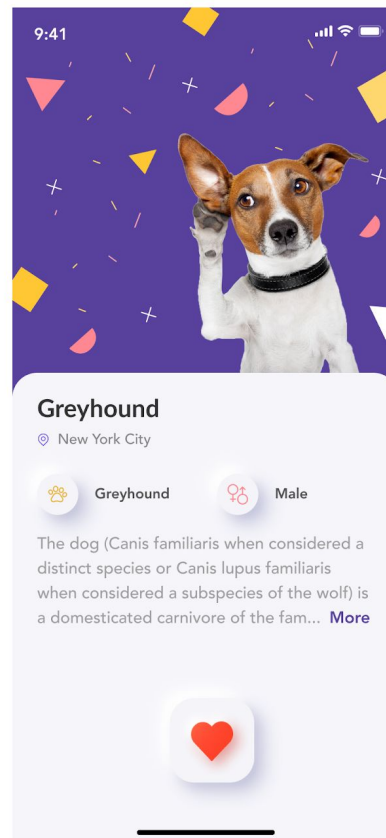 9:41
Greyhound
New York City
Greyhound
Male
The dog (Canis familiaris when considered a
distinct species or Canis lupus familiaris
when considered a subspecies of the wolf) is
a domesticated carnivore of the fam... More